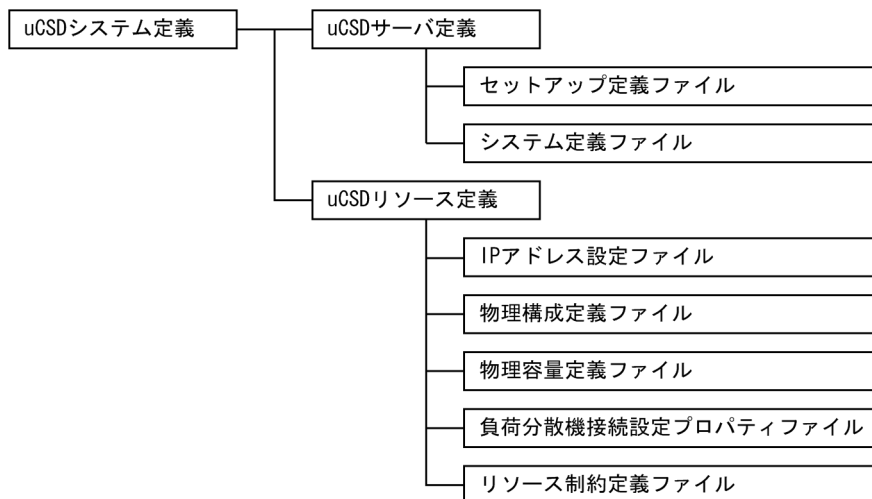 uCSDシステム定義
uCSDサーバ定義
セットアップ定義ファイル
システム定義ファイル
uCSDリソース定義
IPアドレス設定ファイル
物理構成定義ファイル
物理容量定義ファイル
負荷分散機接続設定プロパティファイル
リソース制約定義ファイル